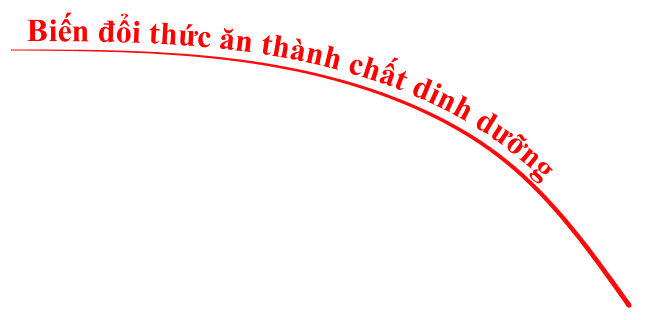 Biến đổi thức ăn thành chất dinh dưỡng